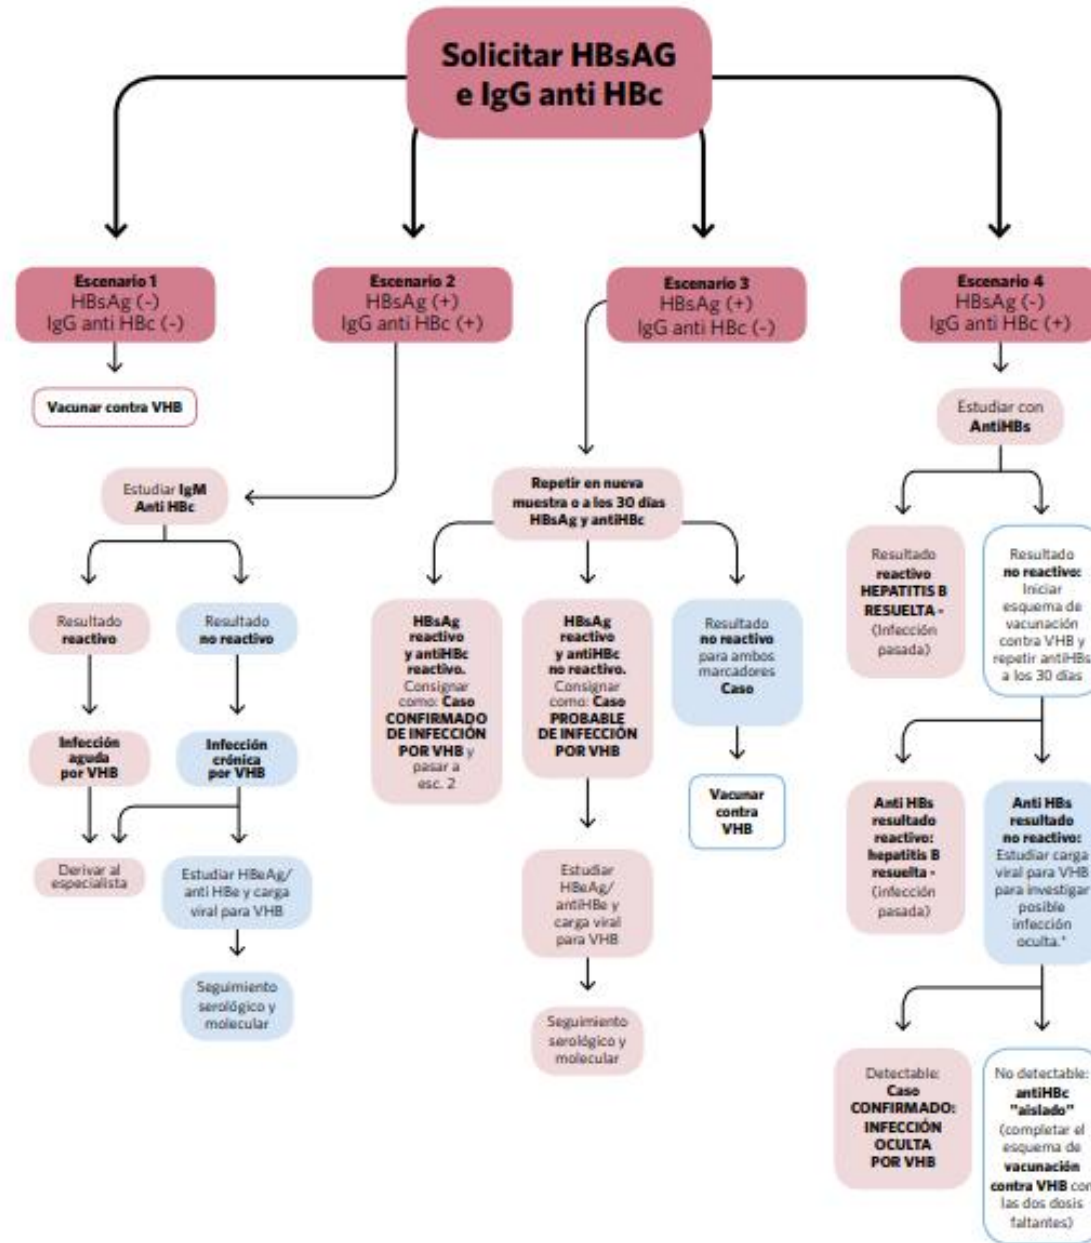 Solicitar HBsAG
e IgG anti HBc
Escenario 1
HBsAg (-)
IgG anti HBc (-)
Vacunar contra VHB
Escenario 2
HBsAg (+)
IgG anti HBc (+)
Estudiar IgM
Anti HBc
Resultado
reactivo
Infección
aguda
por VHB
Derivar al
especialista
Resultado
no reactivo
Infección
crónica
por VHB
Estudiar HBeAg/
anti HBe y carga
viral para VHB
Seguimiento
serológico y
molecular
Escenario 3
HBsAg (+)
IgG anti HBc (-)
Repetir en nueva
muestra o a los 30 días
HBsAg y antiHBc
HBsAg
reactivo
y antiHBc
reactivo.
Consignar
como: Caso
CONFIRMADO
DE INFECCIÓN
POR VHB y
pasar a
esc. 2
HBsAg
reactivo
y antiHBc
no reactivo.
Consignar
como: Caso
PROBABLE
DE INFECCIÓN
POR VHB
Estudiar
HBeAg/
antiHBe y
carga viral
para VHB
Seguimiento
serológico y
molecular
Resultado
no reactivo
para ambos
marcadores
Caso
Vacunar
contra
VHB
Escenario 4
HBsAg (-)
IgG anti HBc (+)
Estudiar con
AntiHBs
Resultado
reactivo
HEPATITIS B
RESUELTA -
(Infección
pasada)
Resultado
no reactivo:
Iniciar
esquema de
vacunación
contra VHB y
repetir antiHBs
a los 30 días
Anti HBs
resultado
reactivo:
hepatitis B
resuelta -
(infección
pasada)
Anti HBs
resultado
no reactivo:
Estudiar carga
viral para VHB
para investigar
posible
infección
oculta.*
Detectable:
Caso
CONFIRMADO:
INFECCIÓN
OCULTA
POR VHB
No detectable:
antiHBc
"aislado"
(completar el
esquema de
vacunación
contra VHB con
las dos dosis
faltantes)